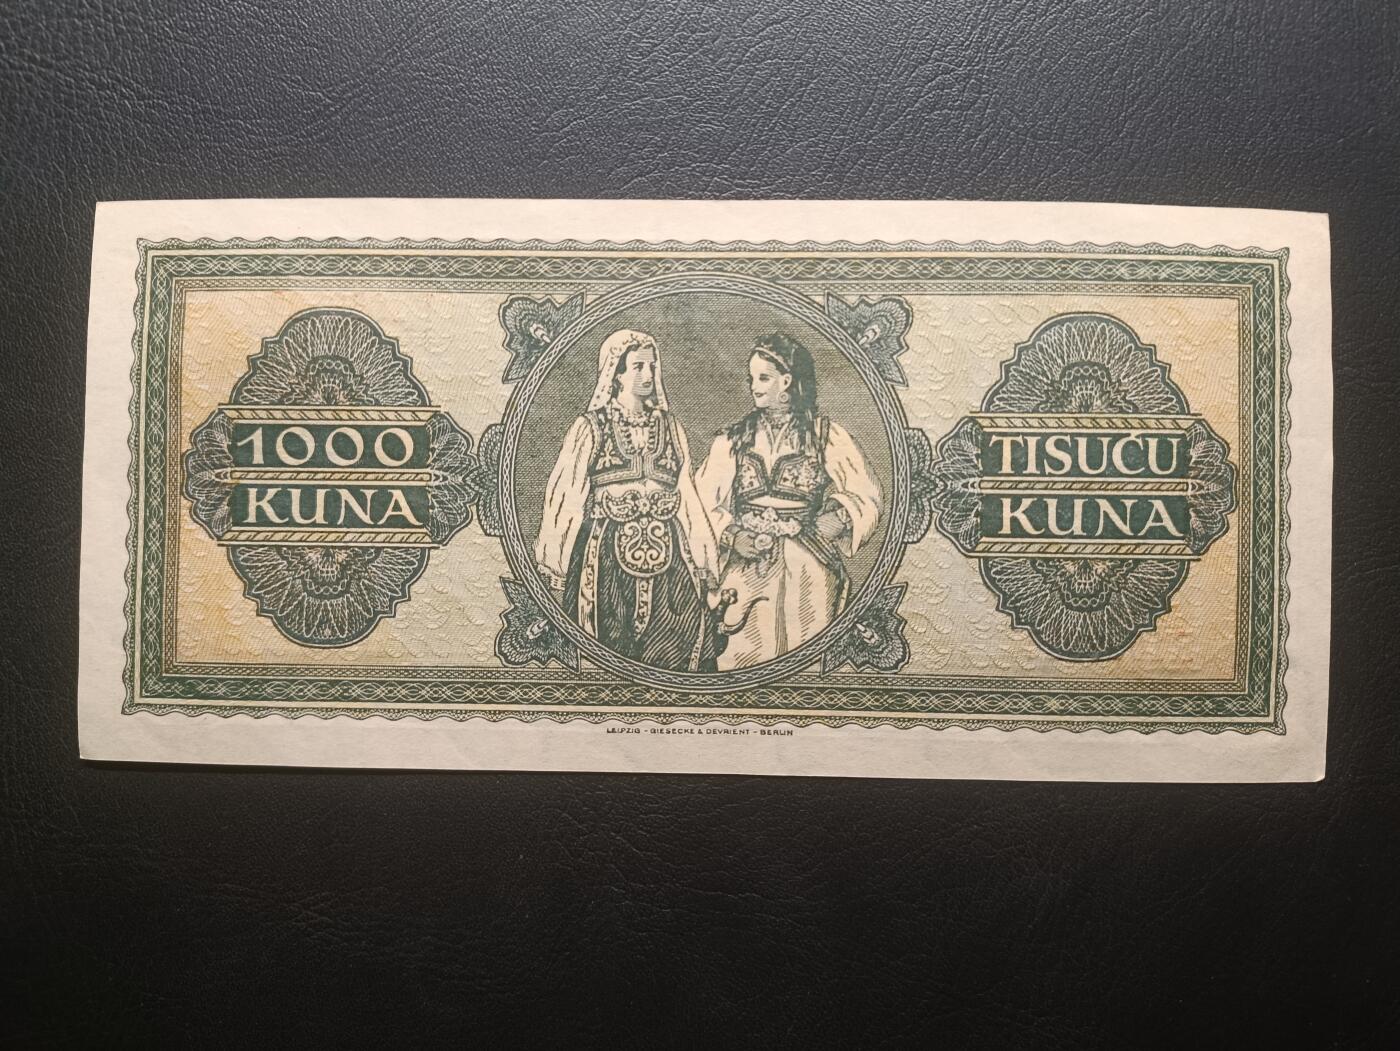 1000
KUNA
TISUĆU
KUNA
LEIPZIG - GIESECKE & DEVRIENT - BERLIN